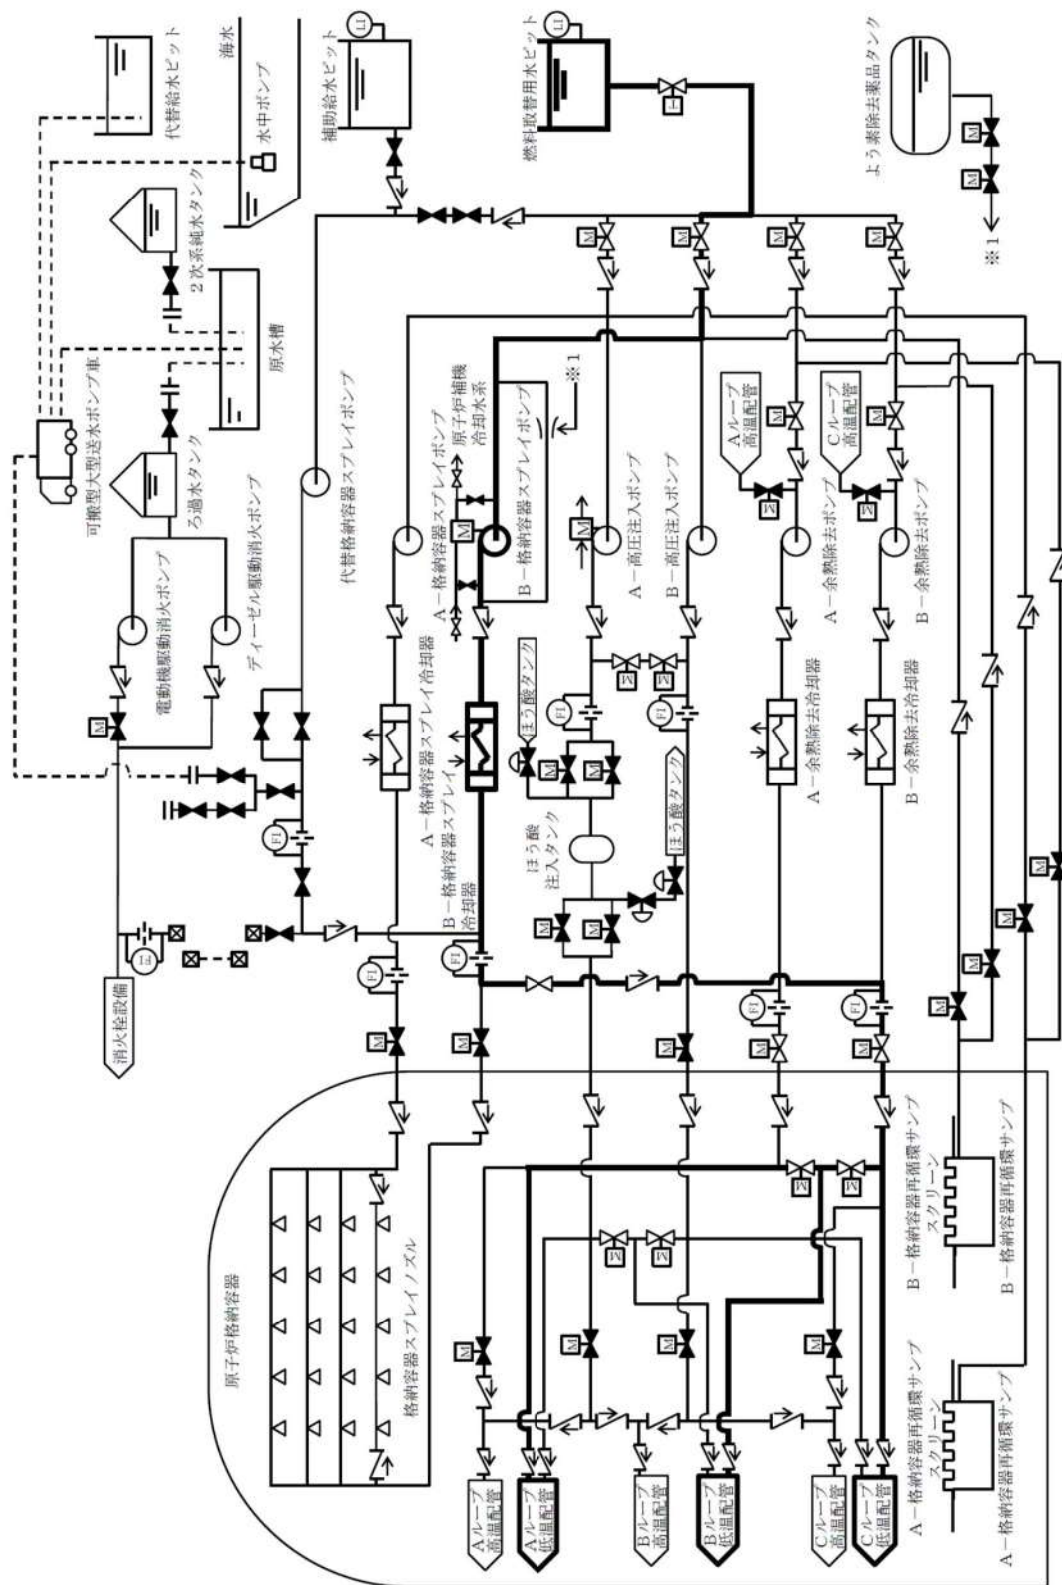 代替給水ピット
海水
水中ポンプ
補助給水ピット
LI
燃料取替用水ピット
LI
よう素除去薬品タンク
M
M
※1
2次系純水タンク
原水槽
可搬型大型送水ポンプ車
ろ過水タンク
電動機駆動消火ポンプ
ディーゼル駆動消火ポンプ
M
FI
FI
消火栓設備
代替格納容器スプレイポンプ
A-格納容器スプレイポンプ
原子炉補機
冷却水系
B-格納容器スプレイポンプ
※1
M
A-高圧注入ポンプ
M
B-高圧注入ポンプ
Aループ
高温配管
M
M
Cループ
高温配管
M
M
A-余熱除去ポンプ
B-余熱除去ポンプ
M
M
M
M
A-格納容器スプレイ冷却器
B-格納容器スプレイ
冷却器
ほう酸タンク
M
M
ほう酸
注入タンク
FI
FI
M
M
ほう酸タンク
A-余熱除去冷却器
B-余熱除去冷却器
FI
FI
M
M
M
M
M
FI
FI
M
M
M
M
M
M
原子炉格納容器
格納容器スプレイノズル
M
M
M
M
M
M
M
M
Aループ
高温配管
Aループ
低温配管
Bループ
高温配管
Bループ
低温配管
Cループ
高温配管
Cループ
低温配管
B-格納容器再循環サンプ
スクリーン
B-格納容器再循環サンプ
A-格納容器再循環サンプ
スクリーン
A-格納容器再循環サンプ